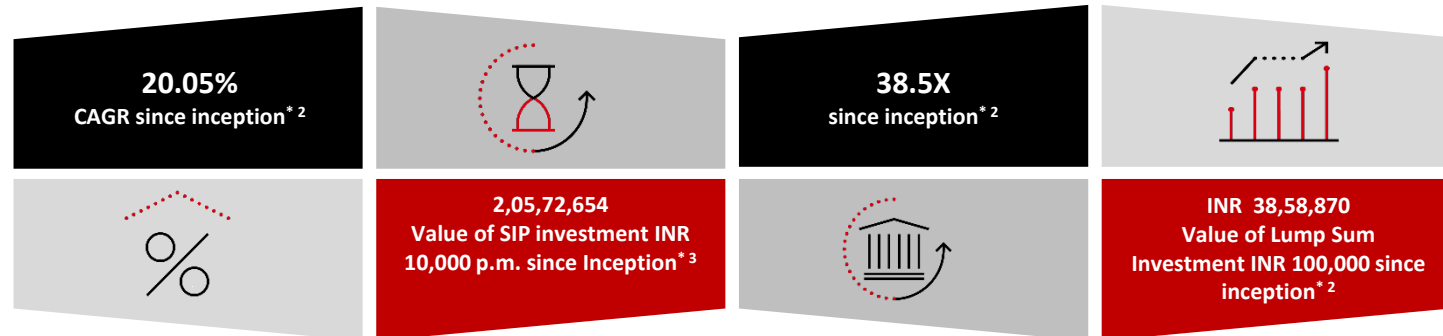 20.05%
CAGR since inception* 2
38.5X
since inception* 2
2,05,72,654
Value of SIP investment INR
10,000 p.m. since Inception* 3
INR 38,58,870
Value of Lump Sum
Investment INR 100,000 since
inception* 2